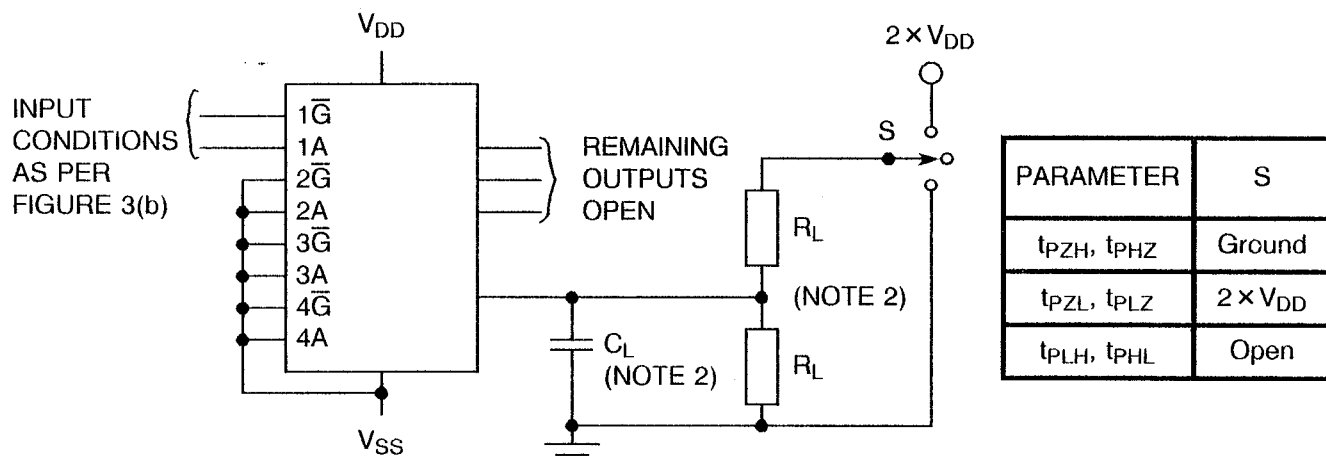 V_DD
2 × V_DD
INPUT
CONDITIONS
AS PER
FIGURE 3(b)
1G̅
1A
2G̅
2A
3G̅
3A
4G̅
4A
REMAINING
OUTPUTS
OPEN
S
R_L
(NOTE 2)
C_L
(NOTE 2)
R_L
V_SS
PARAMETER S
t_PZH, t_PHZ Ground
t_PZL, t_PLZ 2 × V_DD
t_PLH, t_PHL Open